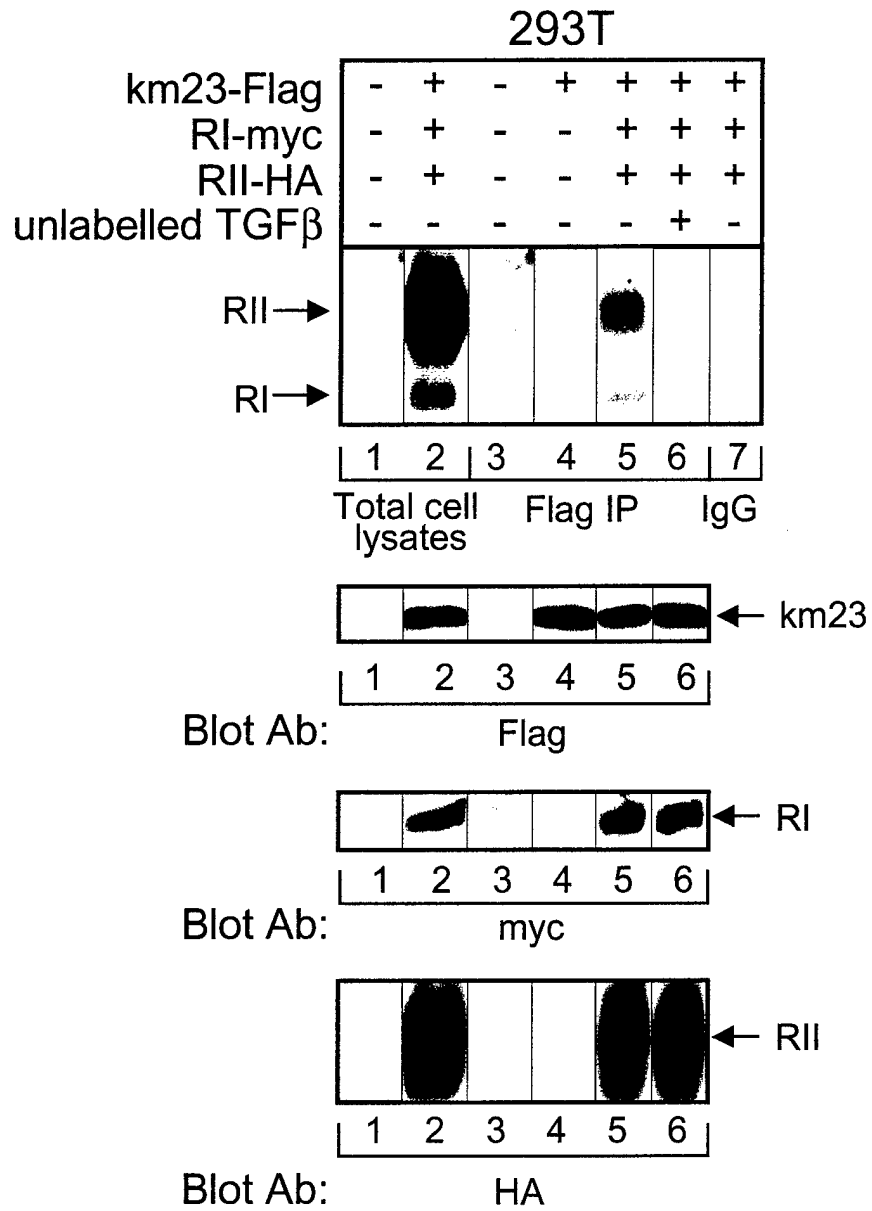 293T
km23-Flag - + - + + + +
RI-myc - + - - + + +
RII-HA - + - - + + +
unlabelled TGFβ - - - - - + -
RII
RI
1 2 3 4 5 6 7
Total cell lysates Flag IP IgG
km23
1 2 3 4 5 6
Blot Ab: Flag
RI
1 2 3 4 5 6
Blot Ab: myc
RII
1 2 3 4 5 6
Blot Ab: HA